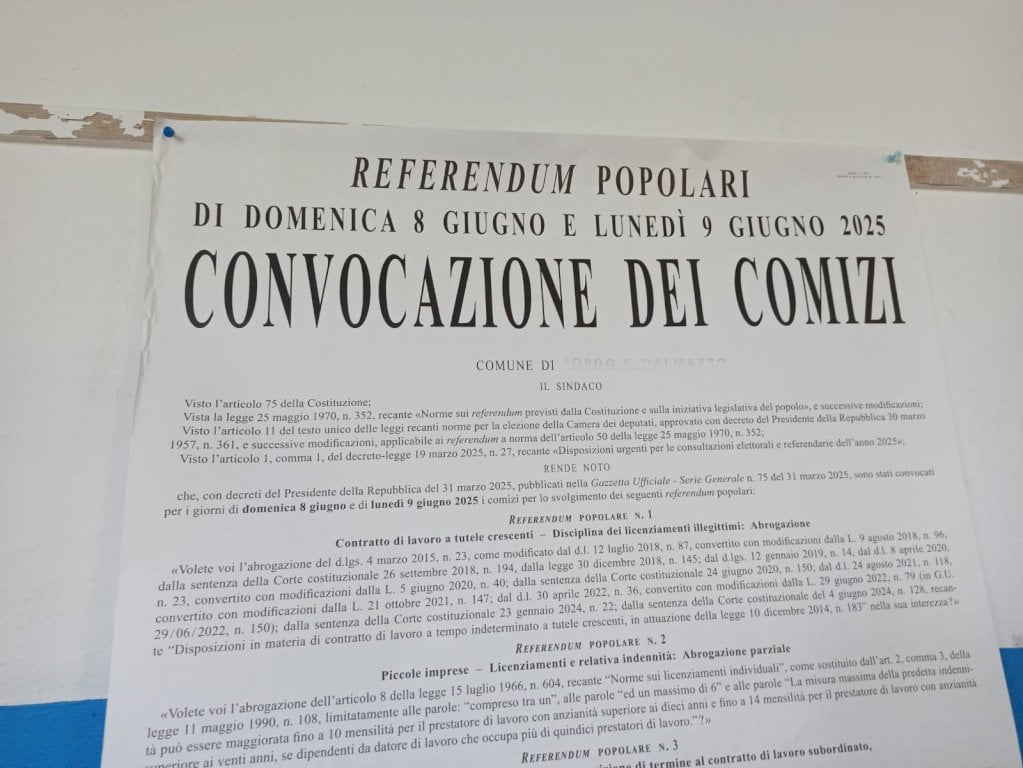 REFERENDUM POPOLARI
DI DOMENICA 8 GIUGNO E LUNEDÌ 9 GIUGNO 2025
CONVOCAZIONE DEI COMIZI
COMUNE DI ORGO S. DALMAZZO
IL SINDACO
Visto l'articolo 75 della Costituzione;
Vista la legge 25 maggio 1970, n. 352, recante «Norme sui referendum previsti dalla Costituzione e sulla iniziativa legislativa del popolo», e successive modificazioni;
Visto l'articolo 11 del testo unico delle leggi recanti norme per la elezione della Camera dei deputati, approvato con decreto del Presidente della Repubblica 30 marzo
1957, n. 361, e successive modificazioni, applicabile ai referendum a norma dell'articolo 50 della legge 25 maggio 1970, n. 352;
Visto l'articolo 1, comma 1, del decreto-legge 19 marzo 2025, n. 27, recante «Disposizioni urgenti per le consultazioni elettorali e referendarie dell'anno 2025»;
RENDE NOTO
che, con decreti del Presidente della Repubblica del 31 marzo 2025, pubblicati nella Gazzetta Ufficiale - Serie Generale n. 75 del 31 marzo 2025, sono stati convocati
per i giorni di domenica 8 giugno e di lunedì 9 giugno 2025 i comizi per lo svolgimento dei seguenti referendum popolari:
REFERENDUM POPOLARE N. 1
Contratto di lavoro a tutele crescenti – Disciplina dei licenziamenti illegittimi: Abrogazione
«Volete voi l'abrogazione del d.lgs. 4 marzo 2015, n. 23, come modificato dal d.l. 12 luglio 2018, n. 87, convertito con modificazioni dalla L. 9 agosto 2018, n. 96,
dalla sentenza della Corte costituzionale 26 settembre 2018, n. 194, dalla legge 30 dicembre 2018, n. 145; dal d.lgs. 12 gennaio 2019, n. 14, dal d.l. 8 aprile 2020,
n. 23, convertito con modificazioni dalla L. 5 giugno 2020, n. 40; dalla sentenza della Corte costituzionale 24 giugno 2020, n. 150; dal d.l. 24 agosto 2021, n. 118,
convertito con modificazioni dalla L. 21 ottobre 2021, n. 147; dal d.l. 30 aprile 2022, n. 36, convertito con modificazioni dalla L. 29 giugno 2022, n. 79 (in G.U.
29/06/2022, n. 150); dalla sentenza della Corte costituzionale 23 gennaio 2024, n. 22; dalla sentenza della Corte costituzionale del 4 giugno 2024, n. 128, recan-
te “Disposizioni in materia di contratto di lavoro a tempo indeterminato a tutele crescenti, in attuazione della legge 10 dicembre 2014, n. 183” nella sua interezza?»
REFERENDUM POPOLARE N. 2
Piccole imprese – Licenziamenti e relativa indennità: Abrogazione parziale
«Volete voi l'abrogazione dell'articolo 8 della legge 15 luglio 1966, n. 604, recante “Norme sui licenziamenti individuali”, come sostituito dall'art. 2, comma 3, della
legge 11 maggio 1990, n. 108, limitatamente alle parole: “compreso tra un”, alle parole “ed un massimo di 6” e alle parole “La misura massima della predetta indenni-
tà può essere maggiorata fino a 10 mensilità per il prestatore di lavoro con anzianità superiore ai dieci anni e fino a 14 mensilità per il prestatore di lavoro con anzianità
superiore ai venti anni, se dipendenti da datore di lavoro che occupa più di quindici prestatori di lavoro.”?»
REFERENDUM POPOLARE N. 3
di termine al contratto di lavoro subordinato,